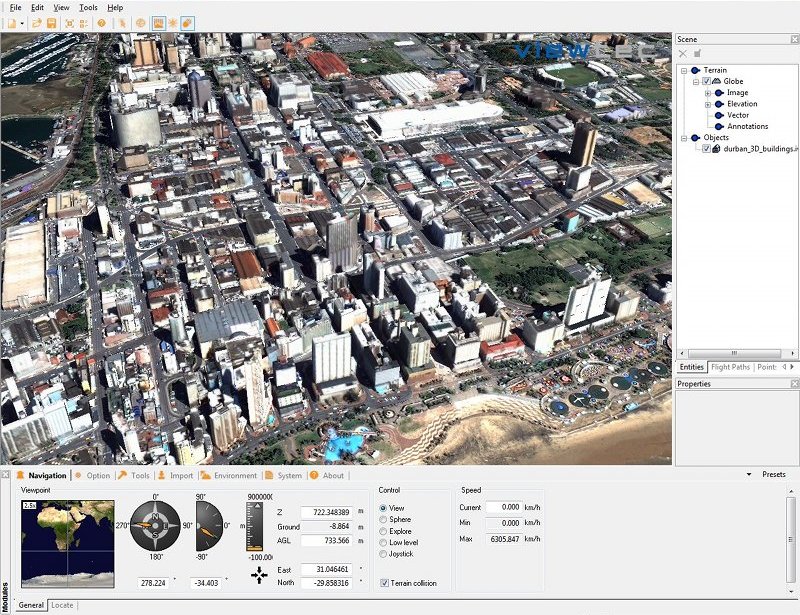 File Edit View Tools Help
viewtec
Scene
Terrain
Globe
Image
Elevation
Vector
Annotations
Objects
durban_3D_buildings.i
Entities Flight Paths Point
Properties
Navigation Option Tools Import Environment System About
Presets
Viewpoint
2.5x
0°
270° 90°
180°
278.224 °
90°
0°
-90°
-34.403 °
9000000
m
-100.00
Z 722.348389 m
Ground -8.864 m
AGL 733.566 m
East 31.046461 °
North -29.858316 °
Control
View
Sphere
Explore
Low level
Joystick
Terrain collision
Speed
Current 0.000 km/h
Min 0.000 km/h
Max 6305.847 km/h
Modules
General Locate